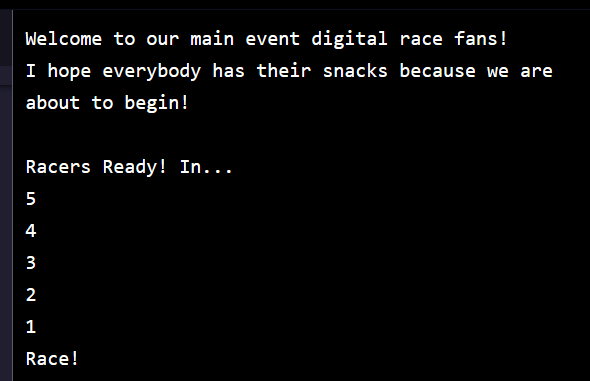 Welcome to our main event digital race fans!
I hope everybody has their snacks because we are
about to begin!
Racers Ready! In...
5
4
3
2
1
Race!